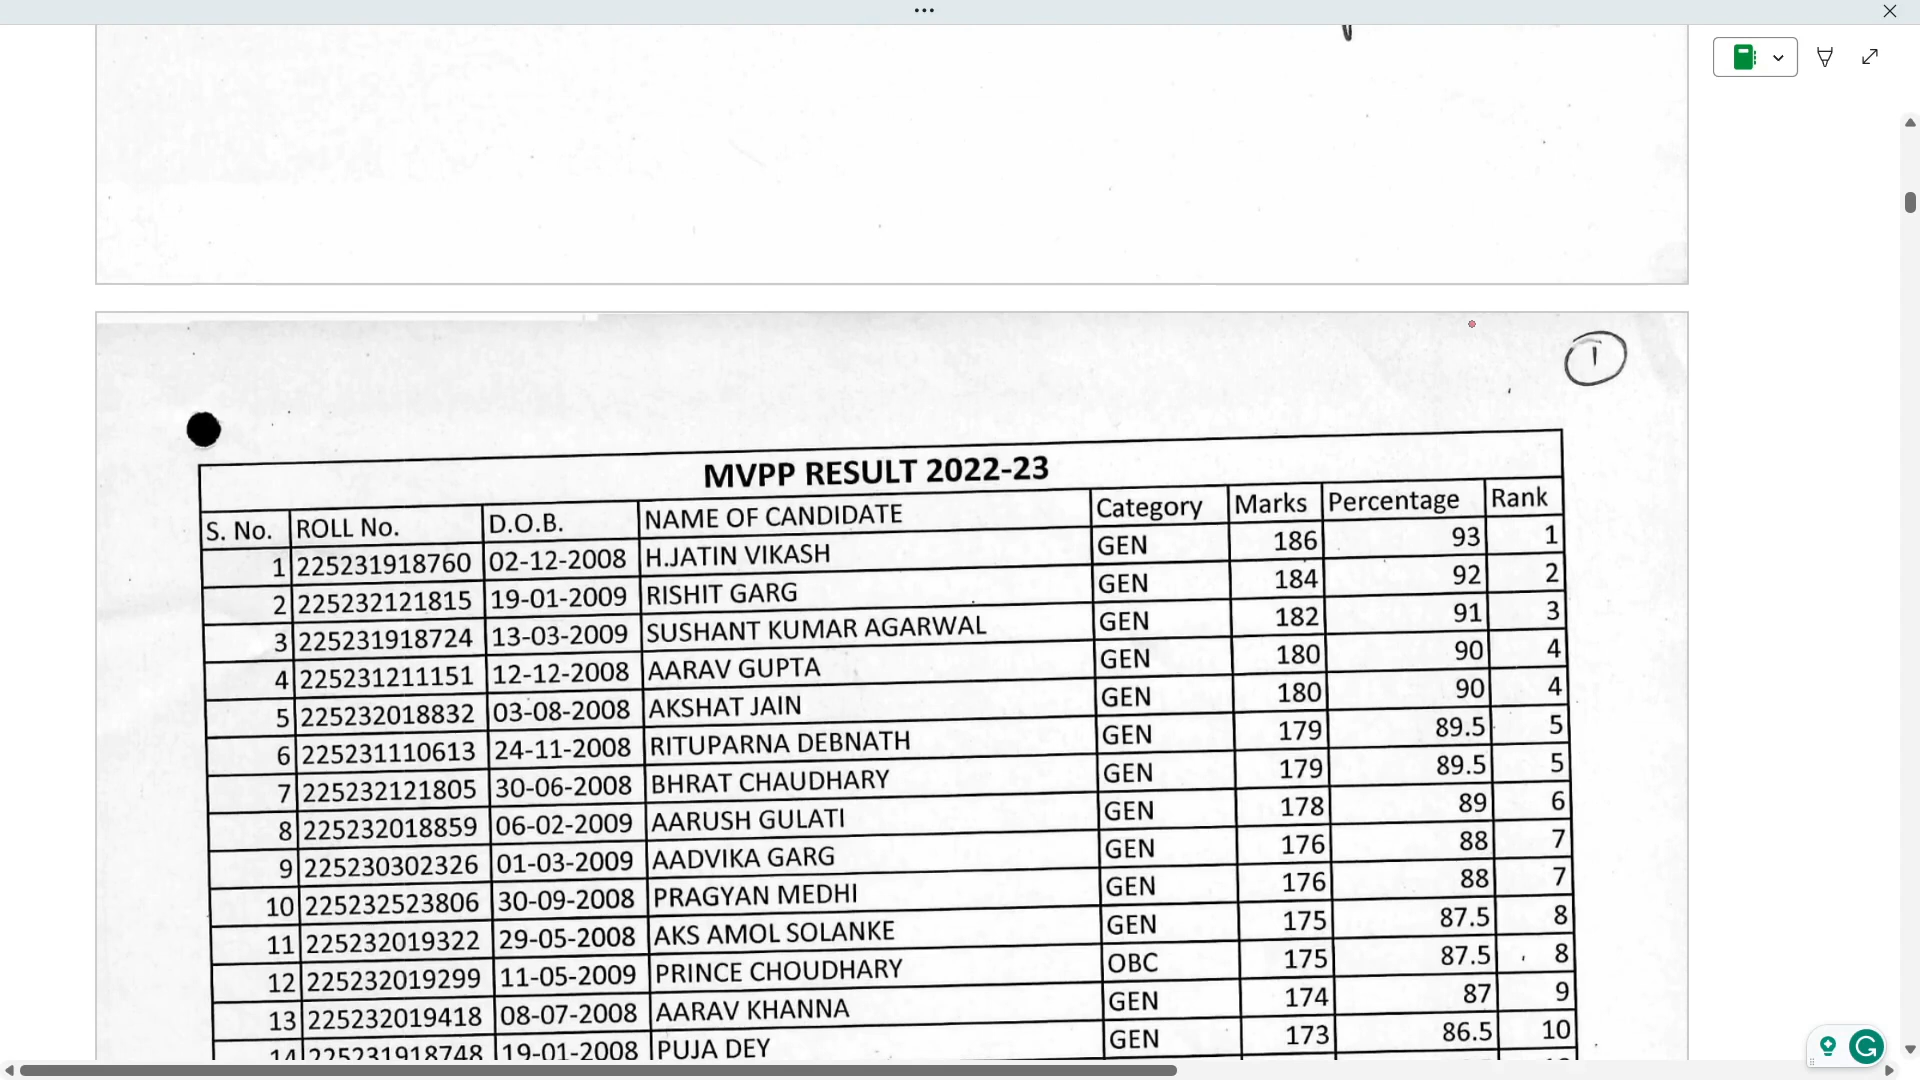 1
MVPP RESULT 2022-23
S. No. ROLL No. D.O.B. NAME OF CANDIDATE Category Marks Percentage Rank
1 225231918760 02-12-2008 H.JATIN VIKASH GEN 186 93 1
2 225232121815 19-01-2009 RISHIT GARG GEN 184 92 2
3 225231918724 13-03-2009 SUSHANT KUMAR AGARWAL GEN 182 91 3
4 225231211151 12-12-2008 AARAV GUPTA GEN 180 90 4
5 225232018832 03-08-2008 AKSHAT JAIN GEN 180 90 4
6 225231110613 24-11-2008 RITUPARNA DEBNATH GEN 179 89.5 5
7 225232121805 30-06-2008 BHRAT CHAUDHARY GEN 179 89.5 5
8 225232018859 06-02-2009 AARUSH GULATI GEN 178 89 6
9 225230302326 01-03-2009 AADVIKA GARG GEN 176 88 7
10 225232523806 30-09-2008 PRAGYAN MEDHI GEN 176 88 7
11 225232019322 29-05-2008 AKS AMOL SOLANKE GEN 175 87.5 8
12 225232019299 11-05-2009 PRINCE CHOUDHARY OBC 175 87.5 8
13 225232019418 08-07-2008 AARAV KHANNA GEN 174 87 9
14 225231918748 19-01-2008 PUJA DEY GEN 173 86.5 10